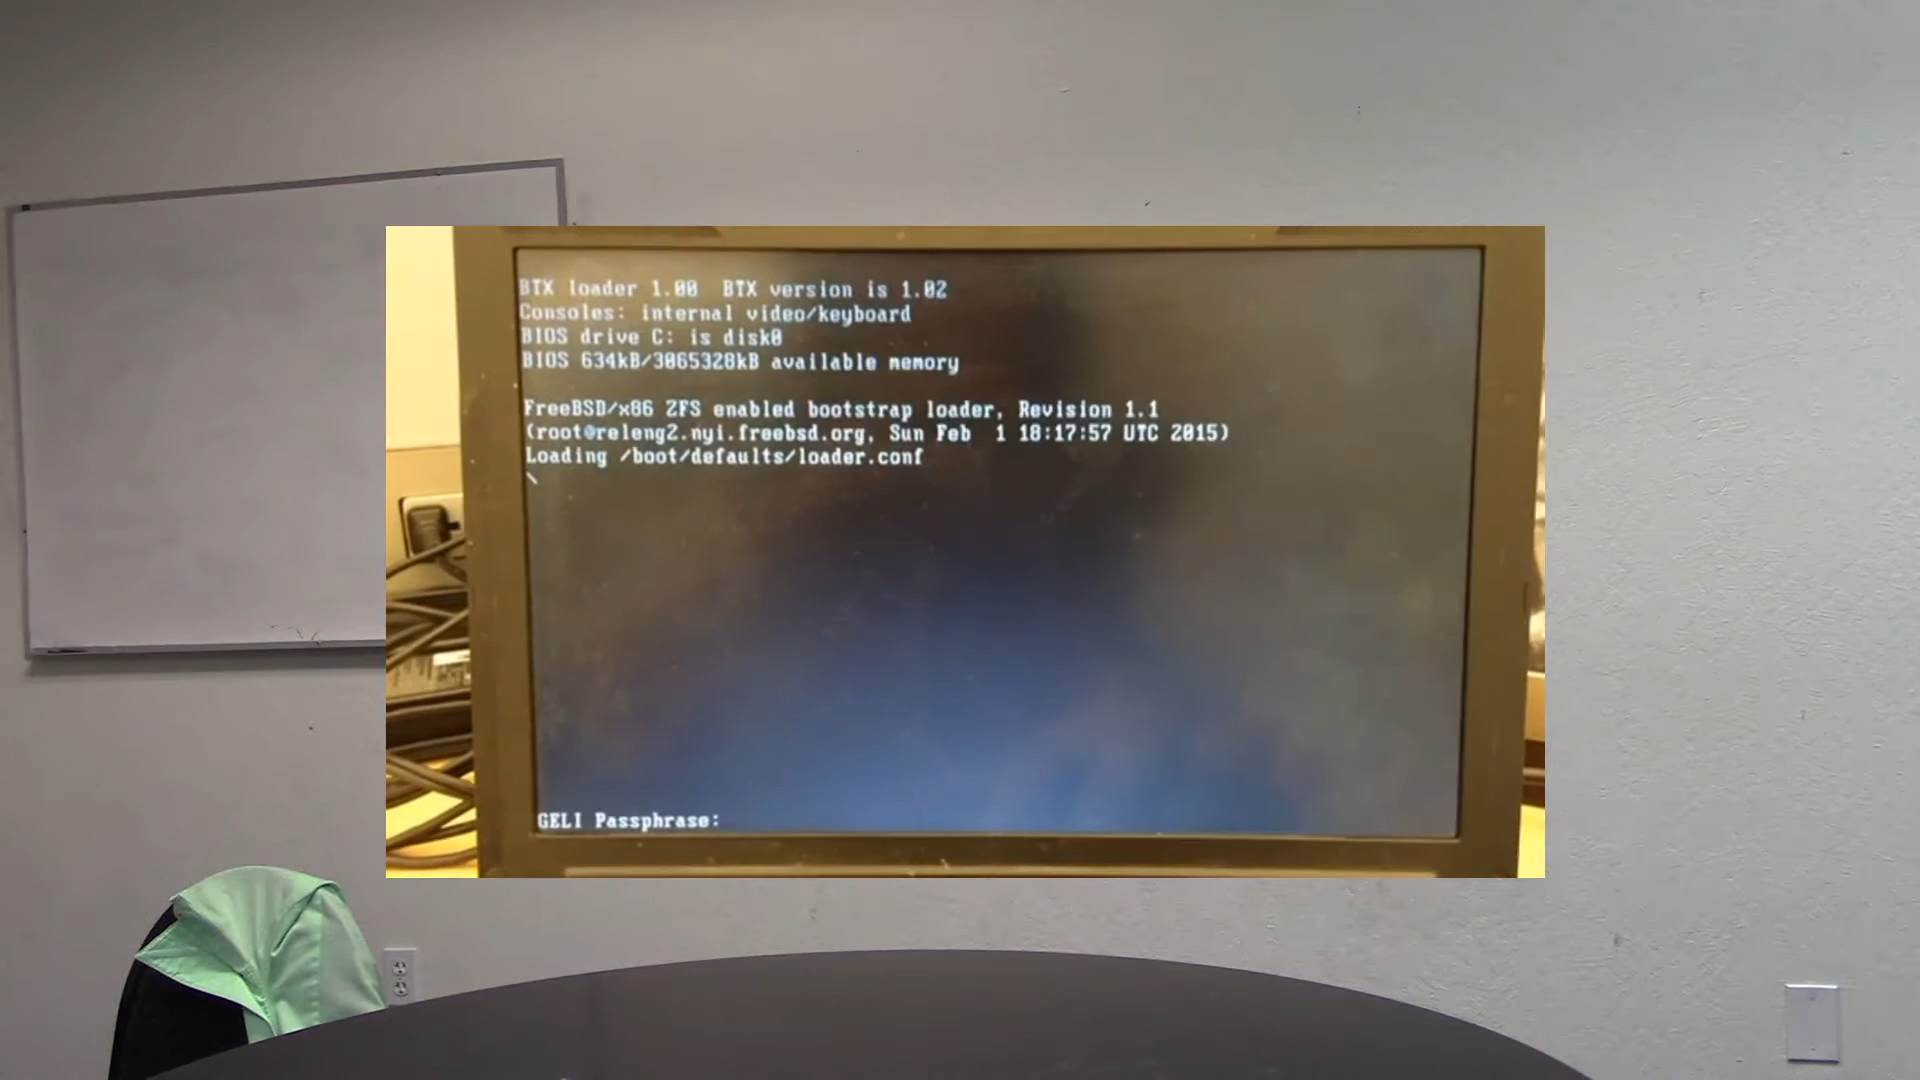 BTX loader 1.00  BTX version is 1.02
Consoles: internal video/keyboard
BIOS drive C: is disk0
BIOS 634kB/3065328kB available memory
FreeBSD/x86 ZFS enabled bootstrap loader, Revision 1.1
(root@releng2.nyi.freebsd.org, Sun Feb  1 18:17:57 UTC 2015)
Loading /boot/defaults/loader.conf
\
GELI Passphrase: